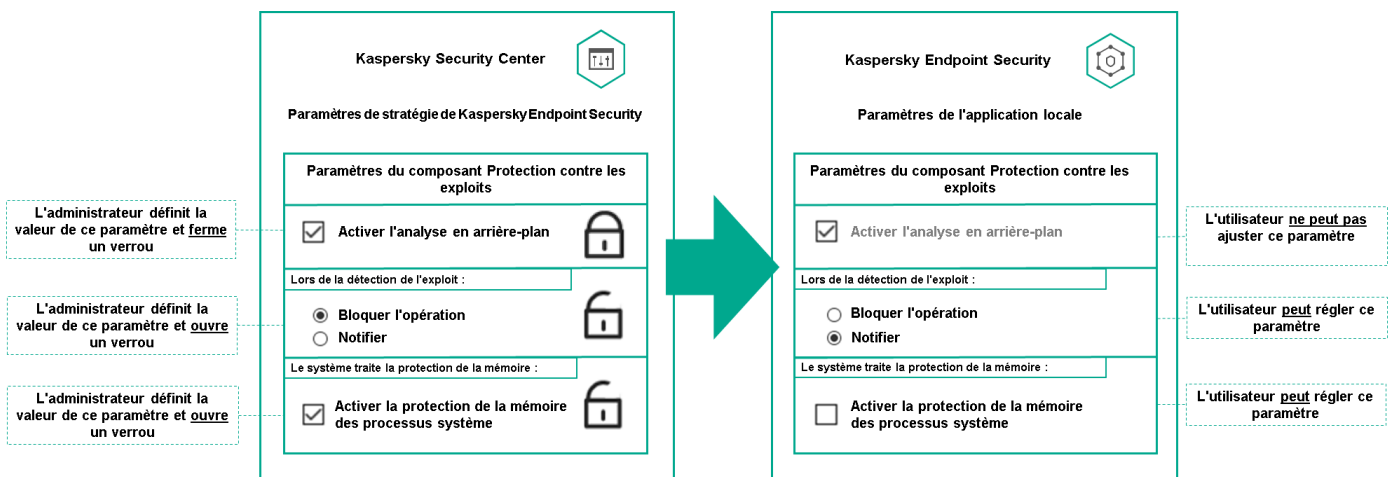 Kaspersky Security Center
Paramètres de stratégie de Kaspersky Endpoint Security
Paramètres du composant Protection contre les
exploits
L'administrateur définit la
valeur de ce paramètre et ferme
un verrou
Activer l'analyse en arrière-plan
Lors de la détection de l'exploit :
L'administrateur définit la
valeur de ce paramètre et ouvre
un verrou
Bloquer l'opération
Notifier
Le système traite la protection de la mémoire :
L'administrateur définit la
valeur de ce paramètre et ouvre
un verrou
Activer la protection de la mémoire
des processus système
Kaspersky Endpoint Security
Paramètres de l'application locale
Paramètres du composant Protection contre les
exploits
Activer l'analyse en arrière-plan
L'utilisateur ne peut pas
ajuster ce paramètre
Lors de la détection de l'exploit :
Bloquer l'opération
Notifier
L'utilisateur peut régler ce
paramètre
Le système traite la protection de la mémoire :
Activer la protection de la mémoire
des processus système
L'utilisateur peut régler ce
paramètre